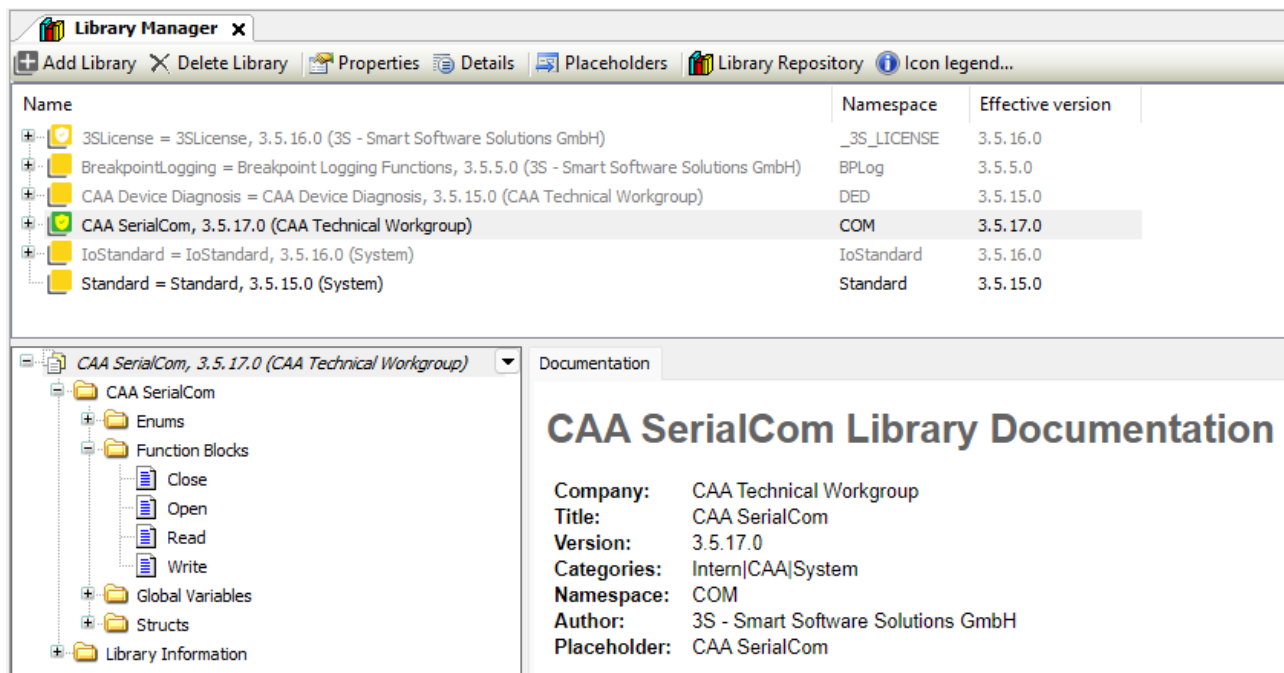 Library Manager x
Add Library Delete Library Properties Details Placeholders Library Repository Icon legend...
Name Namespace Effective version
3SLicense = 3SLicense, 3.5.16.0 (3S - Smart Software Solutions GmbH) _3S_LICENSE 3.5.16.0
BreakpointLogging = Breakpoint Logging Functions, 3.5.5.0 (3S - Smart Software Solutions GmbH) BPLog 3.5.5.0
CAA Device Diagnosis = CAA Device Diagnosis, 3.5.15.0 (CAA Technical Workgroup) DED 3.5.15.0
CAA SerialCom, 3.5.17.0 (CAA Technical Workgroup) COM 3.5.17.0
IoStandard = IoStandard, 3.5.16.0 (System) IoStandard 3.5.16.0
Standard = Standard, 3.5.15.0 (System) Standard 3.5.15.0
CAA SerialCom, 3.5.17.0 (CAA Technical Workgroup)
CAA SerialCom
Enums
Function Blocks
Close
Open
Read
Write
Global Variables
Structs
Library Information
Documentation
CAA SerialCom Library Documentation
Company: CAA Technical Workgroup
Title: CAA SerialCom
Version: 3.5.17.0
Categories: Intern|CAA|System
Namespace: COM
Author: 3S - Smart Software Solutions GmbH
Placeholder: CAA SerialCom